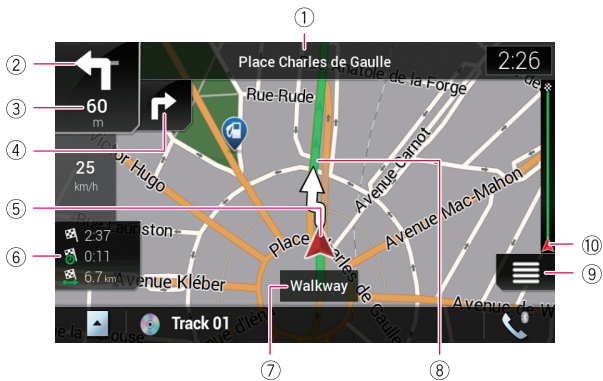 ①
②
Place Charles de Gaulle
2:26
Anatole de la Forge
③
60
m
Rue-Rude
④
25
km/h
Victor Hugo
Avenue Carnot
Avenue Mac-Mahon
⑤
2:37
0:11
6.7 km
⑥
Place Charles de Gaulle
⑩
Avenue Kléber
Walkway
⑨
Avenue de W
Track 01
⑦
⑧